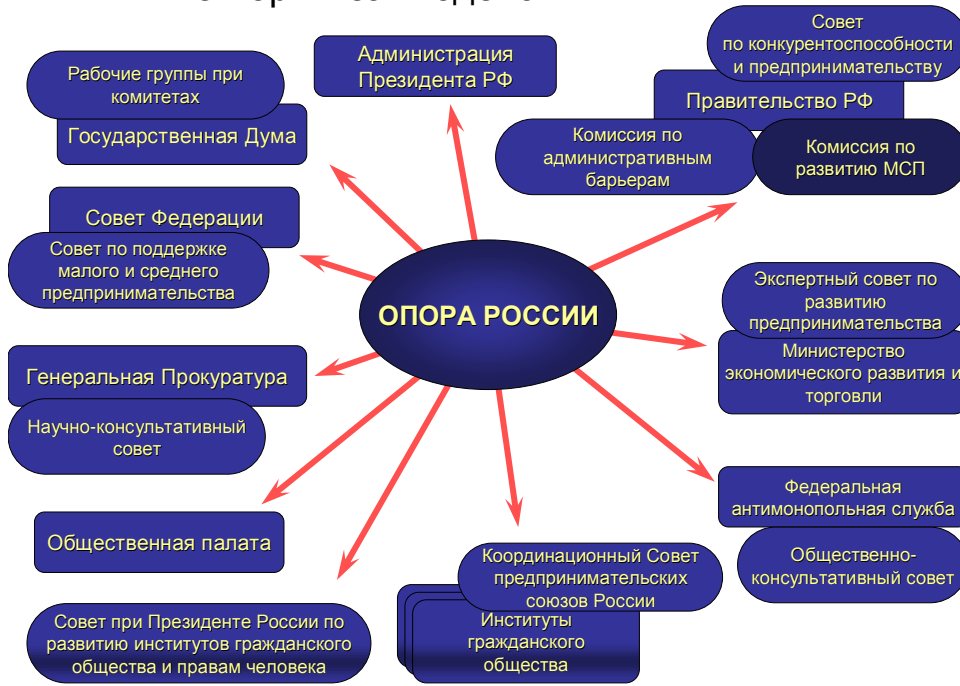 Администрация
Президента РФ
Совет
по конкурентоспособности
и предпринимательству
Правительство РФ
Комиссия по
административным
барьерам
Комиссия по
развитию МСП
Рабочие группы при
комитетах
Государственная Дума
Совет Федерации
Совет по поддержке
малого и среднего
предпринимательства
ОПОРА РОССИИ
Экспертный совет по
развитию
предпринимательства
Министерство
экономического развития и
торговли
Генеральная Прокуратура
Научно-консультативный
совет
Федеральная
антимонопольная служба
Общественно-
консультативный совет
Общественная палата
Координационный Совет
предпринимательских
союзов России
Институты
гражданского
общества
Совет при Президенте России по
развитию институтов гражданского
общества и правам человека